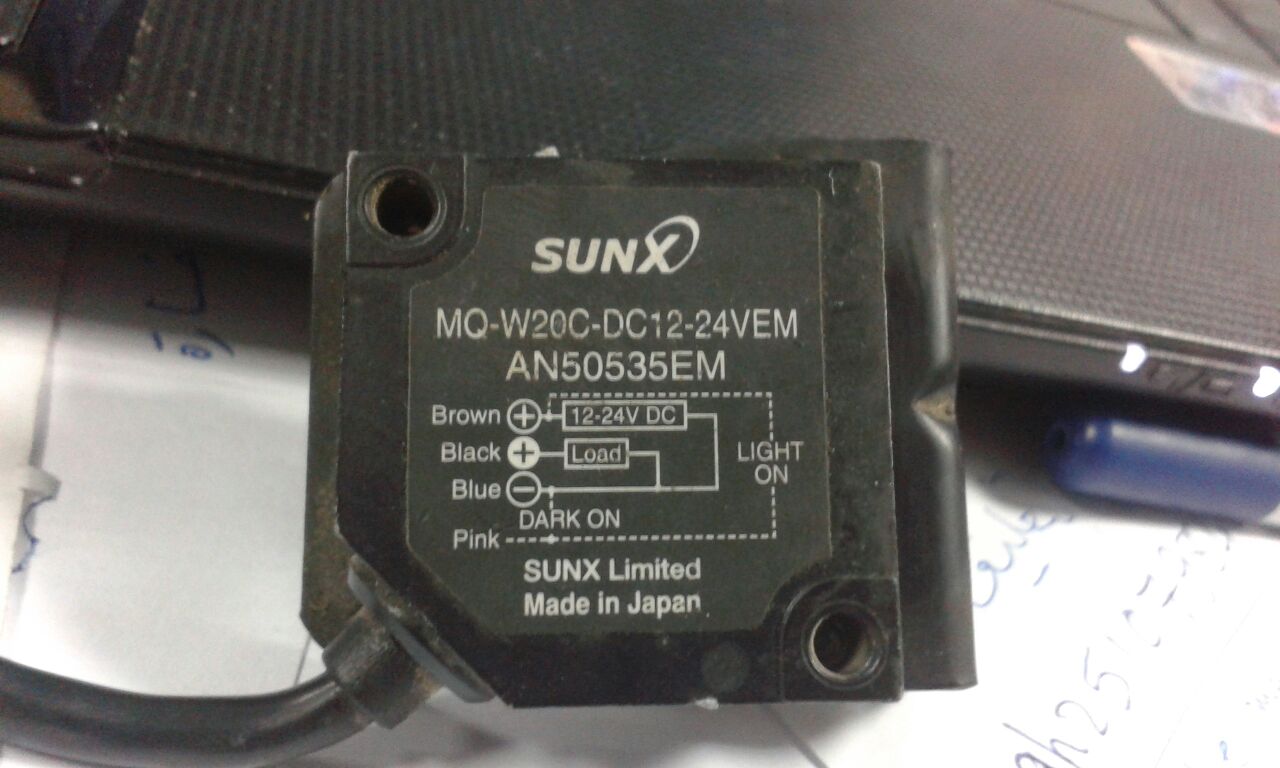 SUNX
MQ-W20C-DC12-24VEM
AN50535EM
Brown + 12-24V DC
Black + Load
LIGHT
ON
Blue -
DARK ON
Pink
SUNX Limited
Made in Japan